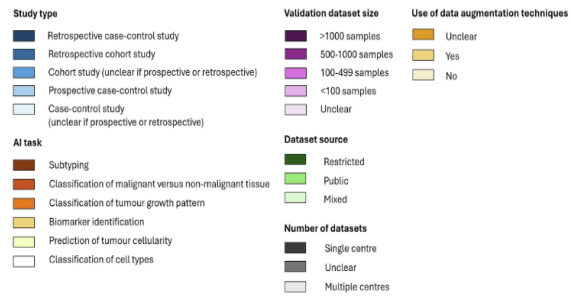 Study type
Retrospective case-control study
Retrospective cohort study
Cohort study (unclear if prospective or retrospective)
Prospective case-control study
Case-control study
(unclear if prospective or retrospective)
AI task
Subtyping
Classification of malignant versus non-malignant tissue
Classification of tumour growth pattern
Biomarker identification
Prediction of tumour cellularity
Classification of cell types
Validation dataset size
>1000 samples
500-1000 samples
100-499 samples
<100 samples
Unclear
Dataset source
Restricted
Public
Mixed
Number of datasets
Single centre
Unclear
Multiple centres
Use of data augmentation techniques
Unclear
Yes
No